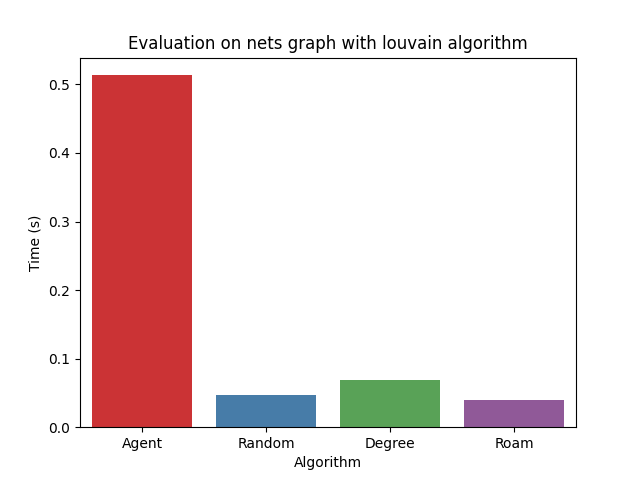 Evaluation on nets graph with louvain algorithm
Time (s)
0.5
0.4
0.3
0.2
0.1
0.0
Agent Random Degree Roam
Algorithm